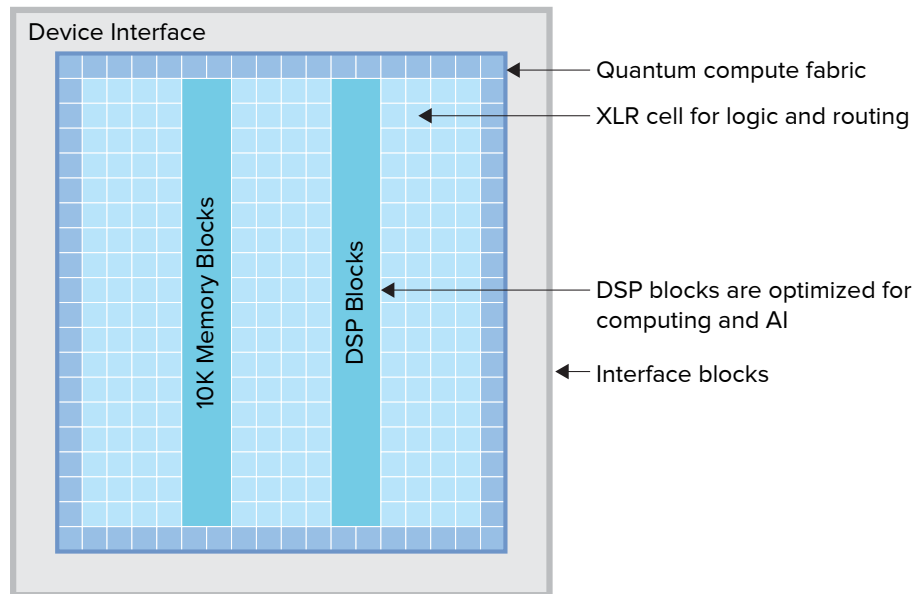 Device Interface
Quantum compute fabric
XLR cell for logic and routing
10K Memory Blocks
DSP Blocks
DSP blocks are optimized for
computing and AI
Interface blocks